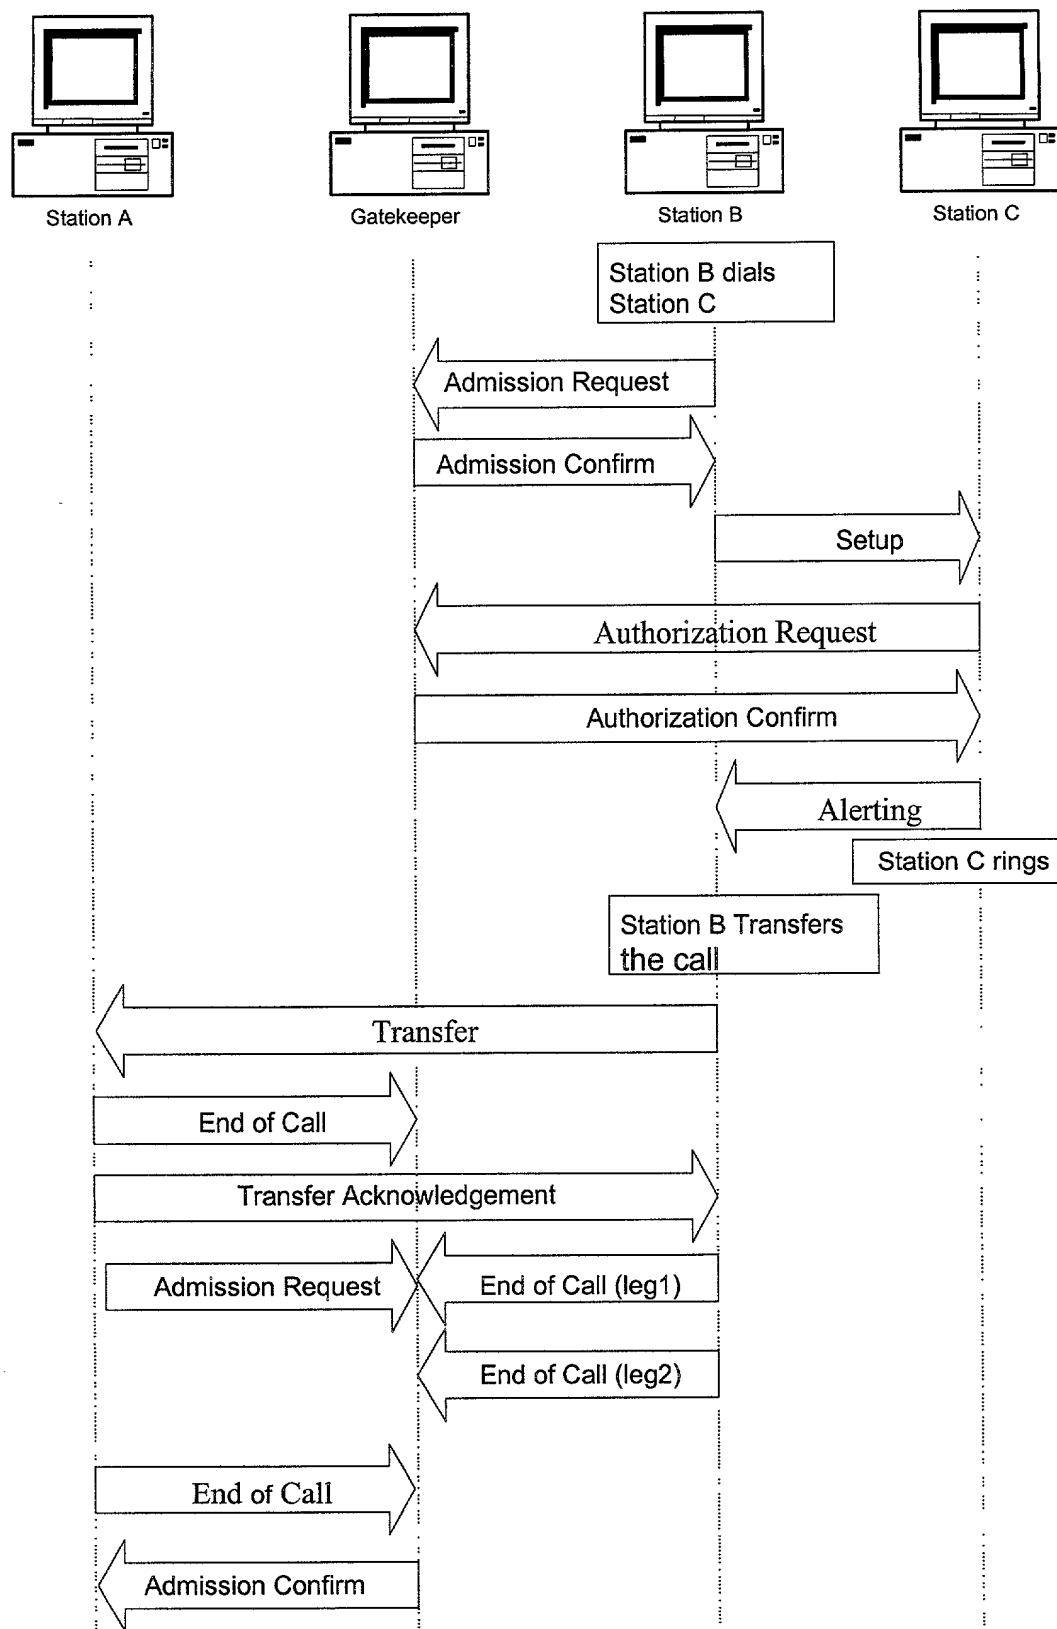 Station A
Gatekeeper
Station B
Station C
Station B dials
Station C
Admission Request
Admission Confirm
Setup
Authorization Request
Authorization Confirm
Alerting
Station C rings
Station B Transfers
the call
Transfer
End of Call
Transfer Acknowledgement
Admission Request
End of Call (leg1)
End of Call (leg2)
End of Call
Admission Confirm